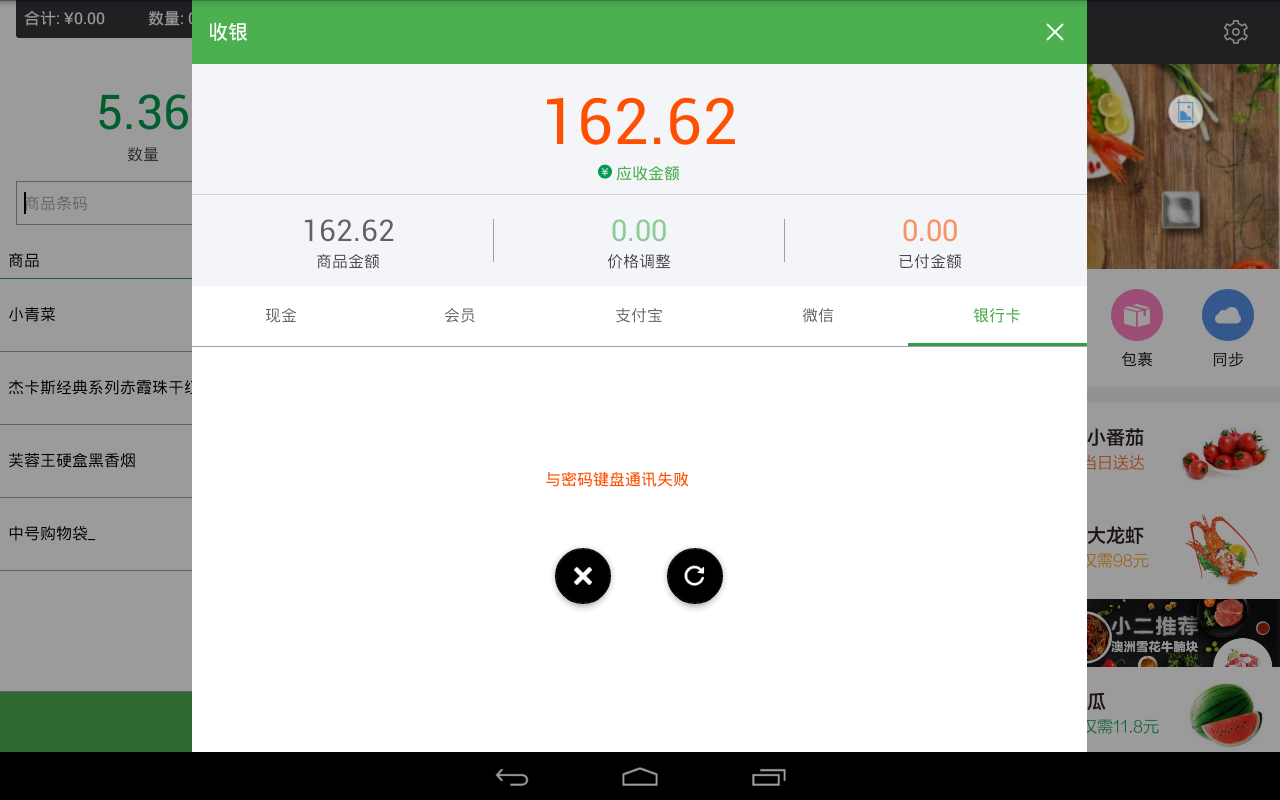 合计: ¥0.00
数量:
收银
5.36
数量
商品条码
商品
小青菜
杰卡斯经典系列赤霞珠干
芙蓉王硬盒黑香烟
中号购物袋_
162.62
¥ 应收金额
162.62
0.00
0.00
商品金额
价格调整
已付金额
现金
会员
支付宝
微信
银行卡
与密码键盘通讯失败
包裹
同步
小番茄
当日送达
大龙虾
仅需98元
小二推荐
澳洲雪花牛腩块
瓜
仅需11.8元